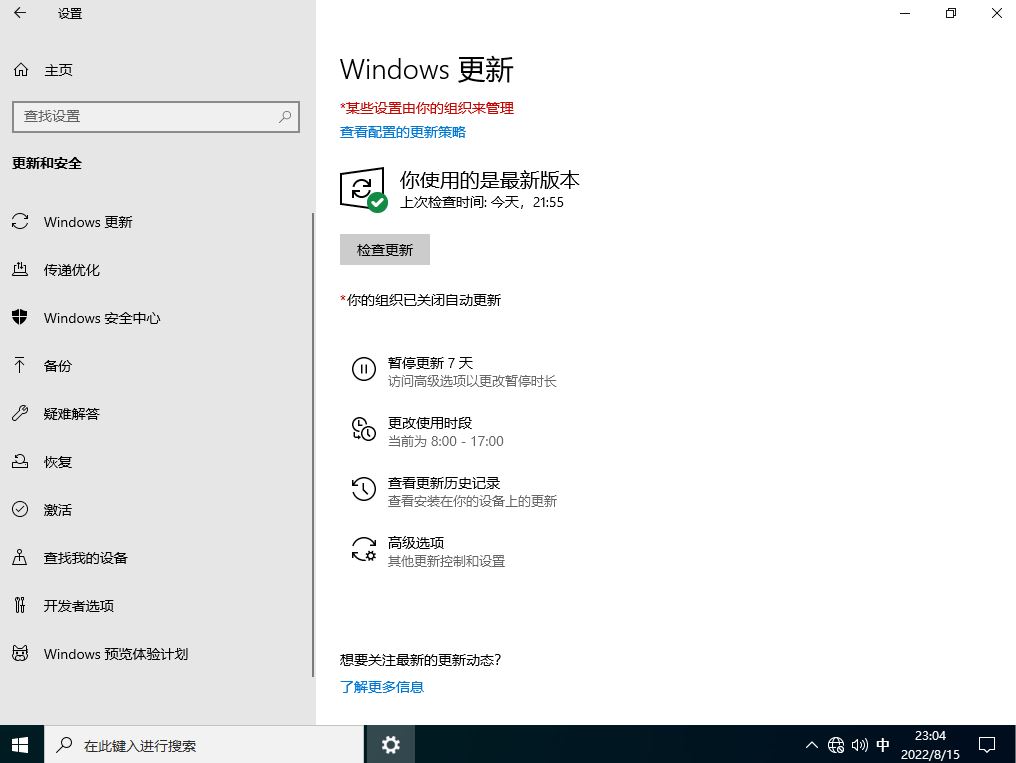 设置
主页
查找设置
更新和安全
Windows 更新
传递优化
Windows 安全中心
备份
疑难解答
恢复
激活
查找我的设备
开发者选项
Windows 预览体验计划
Windows 更新
*某些设置由你的组织来管理
查看配置的更新策略
你使用的是最新版本
上次检查时间: 今天，21:55
检查更新
*你的组织已关闭自动更新
暂停更新 7 天
访问高级选项以更改暂停时长
更改使用时段
当前为 8:00 - 17:00
查看更新历史记录
查看安装在你的设备上的更新
高级选项
其他更新控制和设置
想要关注最新的更新动态?
了解更多信息
在此键入进行搜索
中
23:04
2022/8/15